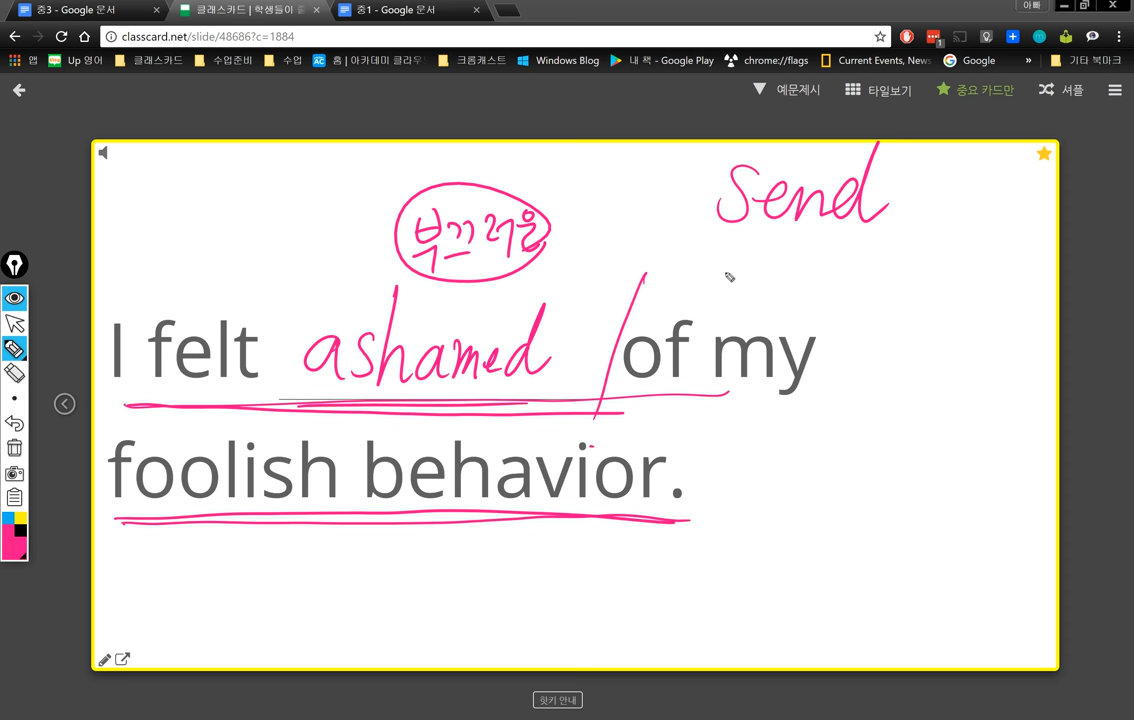 중3 - Google 문서
클래스카드 | 학생들이 좋
중1 - Google 문서
아빠
classcard.net/slide/48686?c=1884
앱
Up 영어
클래스카드
수업준비
수업
홈 | 아카데미 클라우
크롬캐스트
Windows Blog
내 책 - Google Play
chrome://flags
Current Events, News
Google
»
기타 북마크
예문제시
타일보기
중요 카드만
셔플
send
부끄러운
I felt ashamed / of my
foolish behavior.
핫키 안내